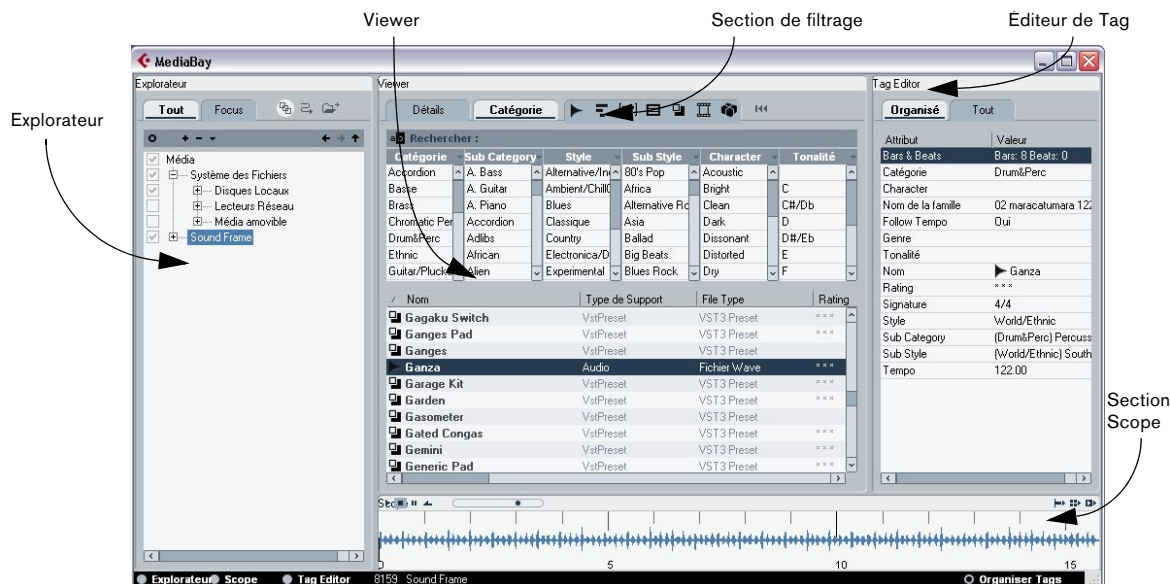 Viewer
Section de filtrage
Éditeur de Tag
Explorateur
Section
Scope
MediaBay
Explorateur
Viewer
Tag Editor
Tout Focus
Détails Catégorie
Organisé Tout
Média
Système des Fichiers
Disques Locaux
Lecteurs Réseau
Média amovible
Sound Frame
Rechercher :
Catégorie Sub Category Style Sub Style Character Tonalité
Accordion A. Bass Alternative/In 80's Pop Acoustic
Basse A. Guitar Ambient/Chill Africa Bright C
Brass A. Piano Blues Alternative Ro Clean C#/Db
Chromatic Per Accordion Classique Asia Dark D
Drum&Perc Adlibs Country Ballad Dissonant D#/Eb
Ethnic African Electronica/D Big Beats Distorted E
Guitar/Plucke Alien Experimental Blues Rock Dry F
Nom Type de Support File Type Rating
Gagaku Switch VstPreset VST3 Preset
Ganges Pad VstPreset VST3 Preset
Ganges VstPreset VST3 Preset
Ganza Audio Fichier Wave
Garage Kit VstPreset VST3 Preset
Garden VstPreset VST3 Preset
Gasometer VstPreset VST3 Preset
Gated Congas VstPreset VST3 Preset
Gemini VstPreset VST3 Preset
Generic Pad VstPreset VST3 Preset
Attribut Valeur
Bars & Beats Bars: 8 Beats: 0
Catégorie Drum&Perc
Character
Nom de la famille 02 maracatumara 122
Follow Tempo Oui
Genre
Tonalité
Nom Ganza
Rating * * *
Signature 4/4
Style World/Ethnic
Sub Category (Drum&Perc) Percuss
Sub Style (World/Ethnic) South
Tempo 122.00
0 5 10 15
Explorateur Scope Tag Editor 8159 Sound Frame Organiser Tags